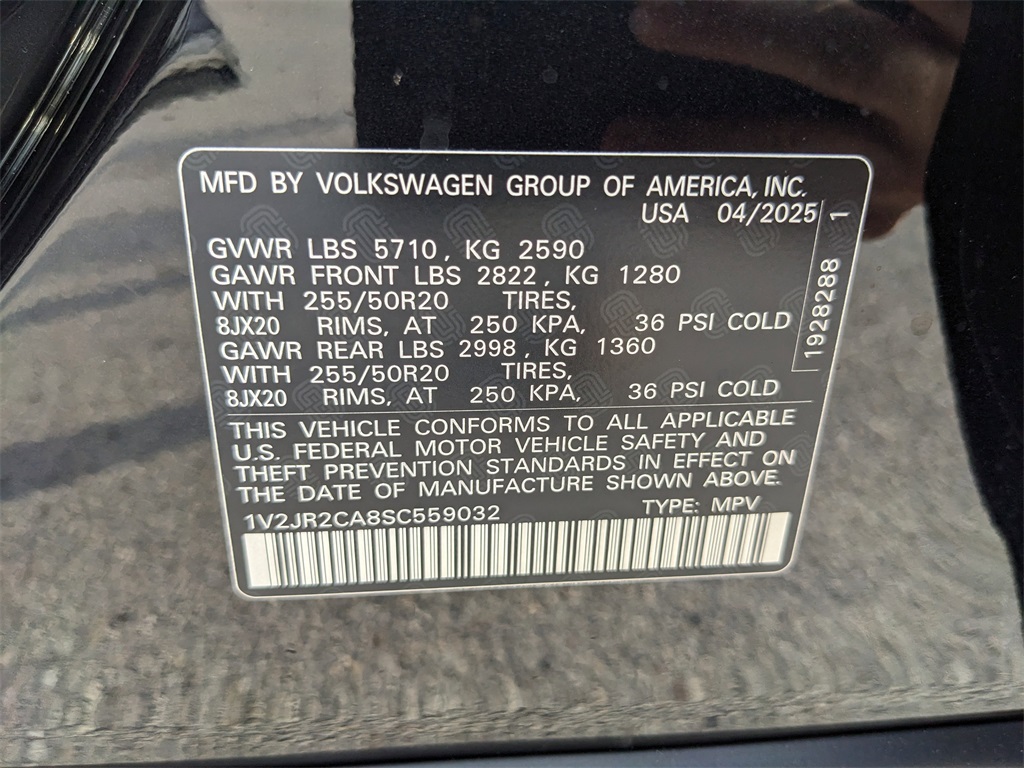 MFD BY VOLKSWAGEN GROUP OF AMERICA, INC.
USA 04/2025
GVWR LBS 5710, KG 2590
GAWR FRONT LBS 2822, KG 1280
WITH 255/50R20 TIRES,
8JX20 RIMS, AT 250 KPA, 36 PSI COLD
GAWR REAR LBS 2998, KG 1360
WITH 255/50R20 TIRES,
8JX20 RIMS, AT 250 KPA, 36 PSI COLD
1928288 1
THIS VEHICLE CONFORMS TO ALL APPLICABLE
U.S. FEDERAL MOTOR VEHICLE SAFETY AND
THEFT PREVENTION STANDARDS IN EFFECT ON
THE DATE OF MANUFACTURE SHOWN ABOVE.
1V2JR2CA8SC559032 TYPE: MPV